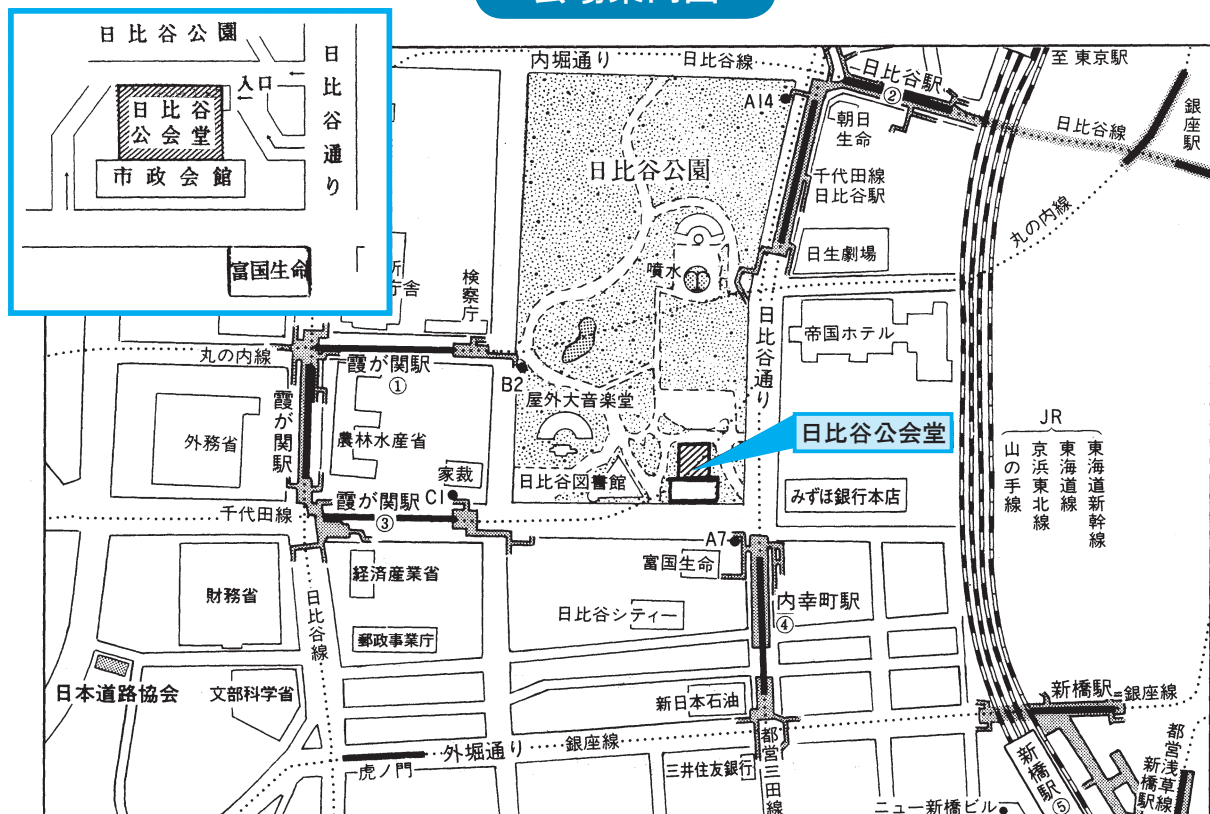 会場案内図
日比谷公園
日比谷通り
入口
日比谷
公会堂
市政会館
富国生命
内堀通り
日比谷線
日比谷駅
②
至 東京駅
A14
朝日
生命
日比谷線
銀座駅
日比谷公園
千代田線
日比谷駅
丸の内線
噴水
日生劇場
所
庁舎
検察庁
日比谷通り
帝国ホテル
丸の内線
霞が関駅
①
B2
屋外大音楽堂
日比谷公会堂
霞が関駅
外務省
農林水産省
家裁
日比谷図書館
みずほ銀行本店
JR
山の手線
京浜東北線
東海道線
東海道新幹線
千代田線
霞が関駅
③
C1
A7
富国生命
経済産業省
財務省
日比谷線
日比谷シティー
内幸町駅
④
郵政事業庁
日本道路協会
文部科学省
新日本石油
新橋駅
銀座線
外堀通り
銀座線
虎ノ門
三井住友銀行
都営三田線
新橋駅
⑤
都営浅草線
新橋駅
ニュー新橋ビル